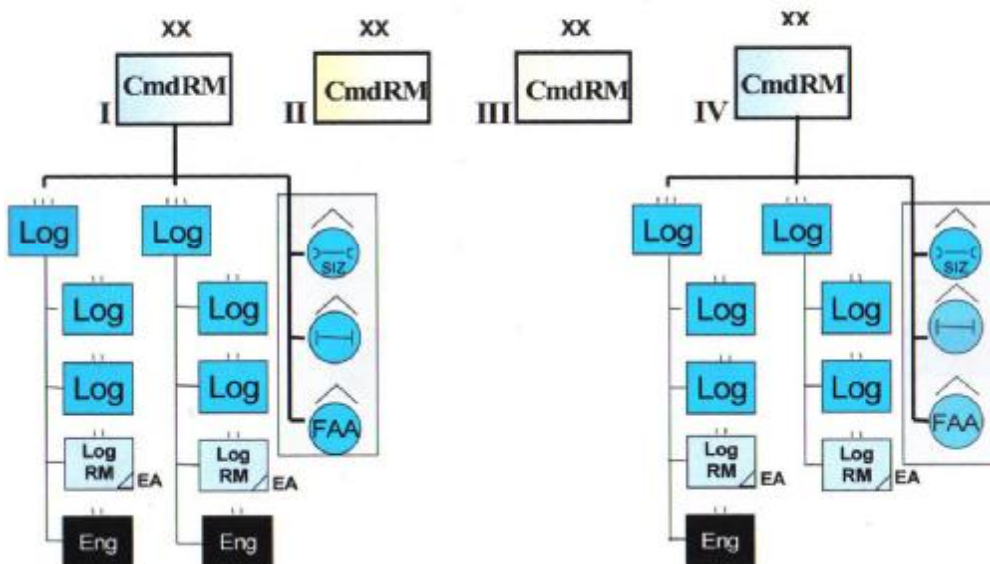 XX XX XX XX
CmdRM CmdRM CmdRM CmdRM
I II III IV
Log Log Log Log
SIZ SIZ
Log Log Log Log
Log Log Log Log
FAA FAA
Log Log Log Log
RM RM RM RM
EA EA EA EA
Eng Eng Eng